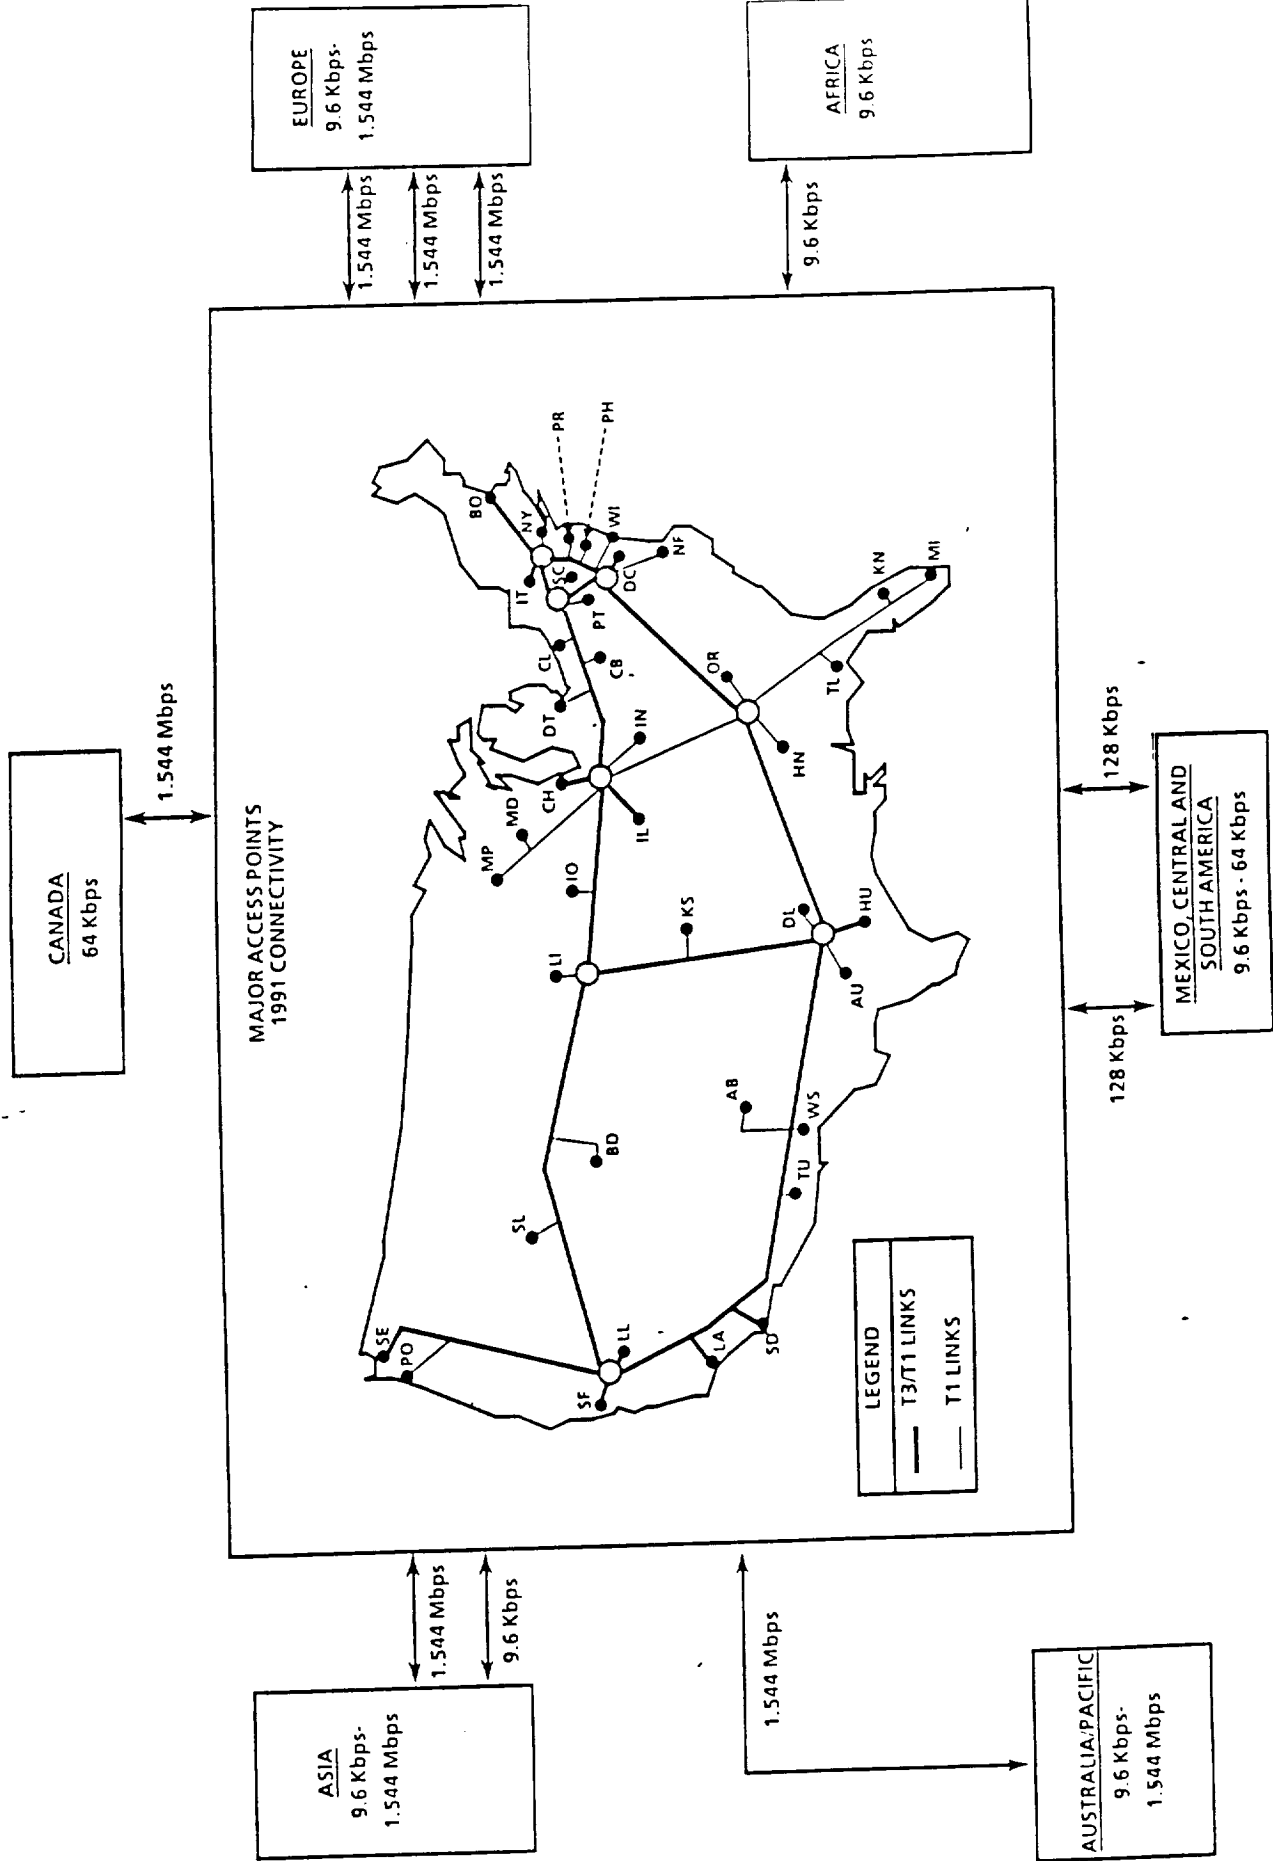 CANADA
64 Kbps
1.544 Mbps
ASIA
9.6 Kbps-
1.544 Mbps
1.544 Mbps
9.6 Kbps
EUROPE
9.6 Kbps-
1.544 Mbps
1.544 Mbps
1.544 Mbps
1.544 Mbps
MAJOR ACCESS POINTS
1991 CONNECTIVITY
SE
PO
SF
LL
LA
SD
SL
BD
TU
WS
AB
LI
KS
IO
AU
DL
HU
MP
MD
CH
IL
IN
HN
OR
DT
CB
CL
TL
KN
MI
IT
PT
SC
DC
NY
BO
PR
PH
WI
NF
LEGEND
T3/T1 LINKS
T1 LINKS
AUSTRALIA/PACIFIC
9.6 Kbps-
1.544 Mbps
1.544 Mbps
128 Kbps
128 Kbps
MEXICO, CENTRAL AND
SOUTH AMERICA
9.6 Kbps - 64 Kbps
9.6 Kbps
AFRICA
9.6 Kbps